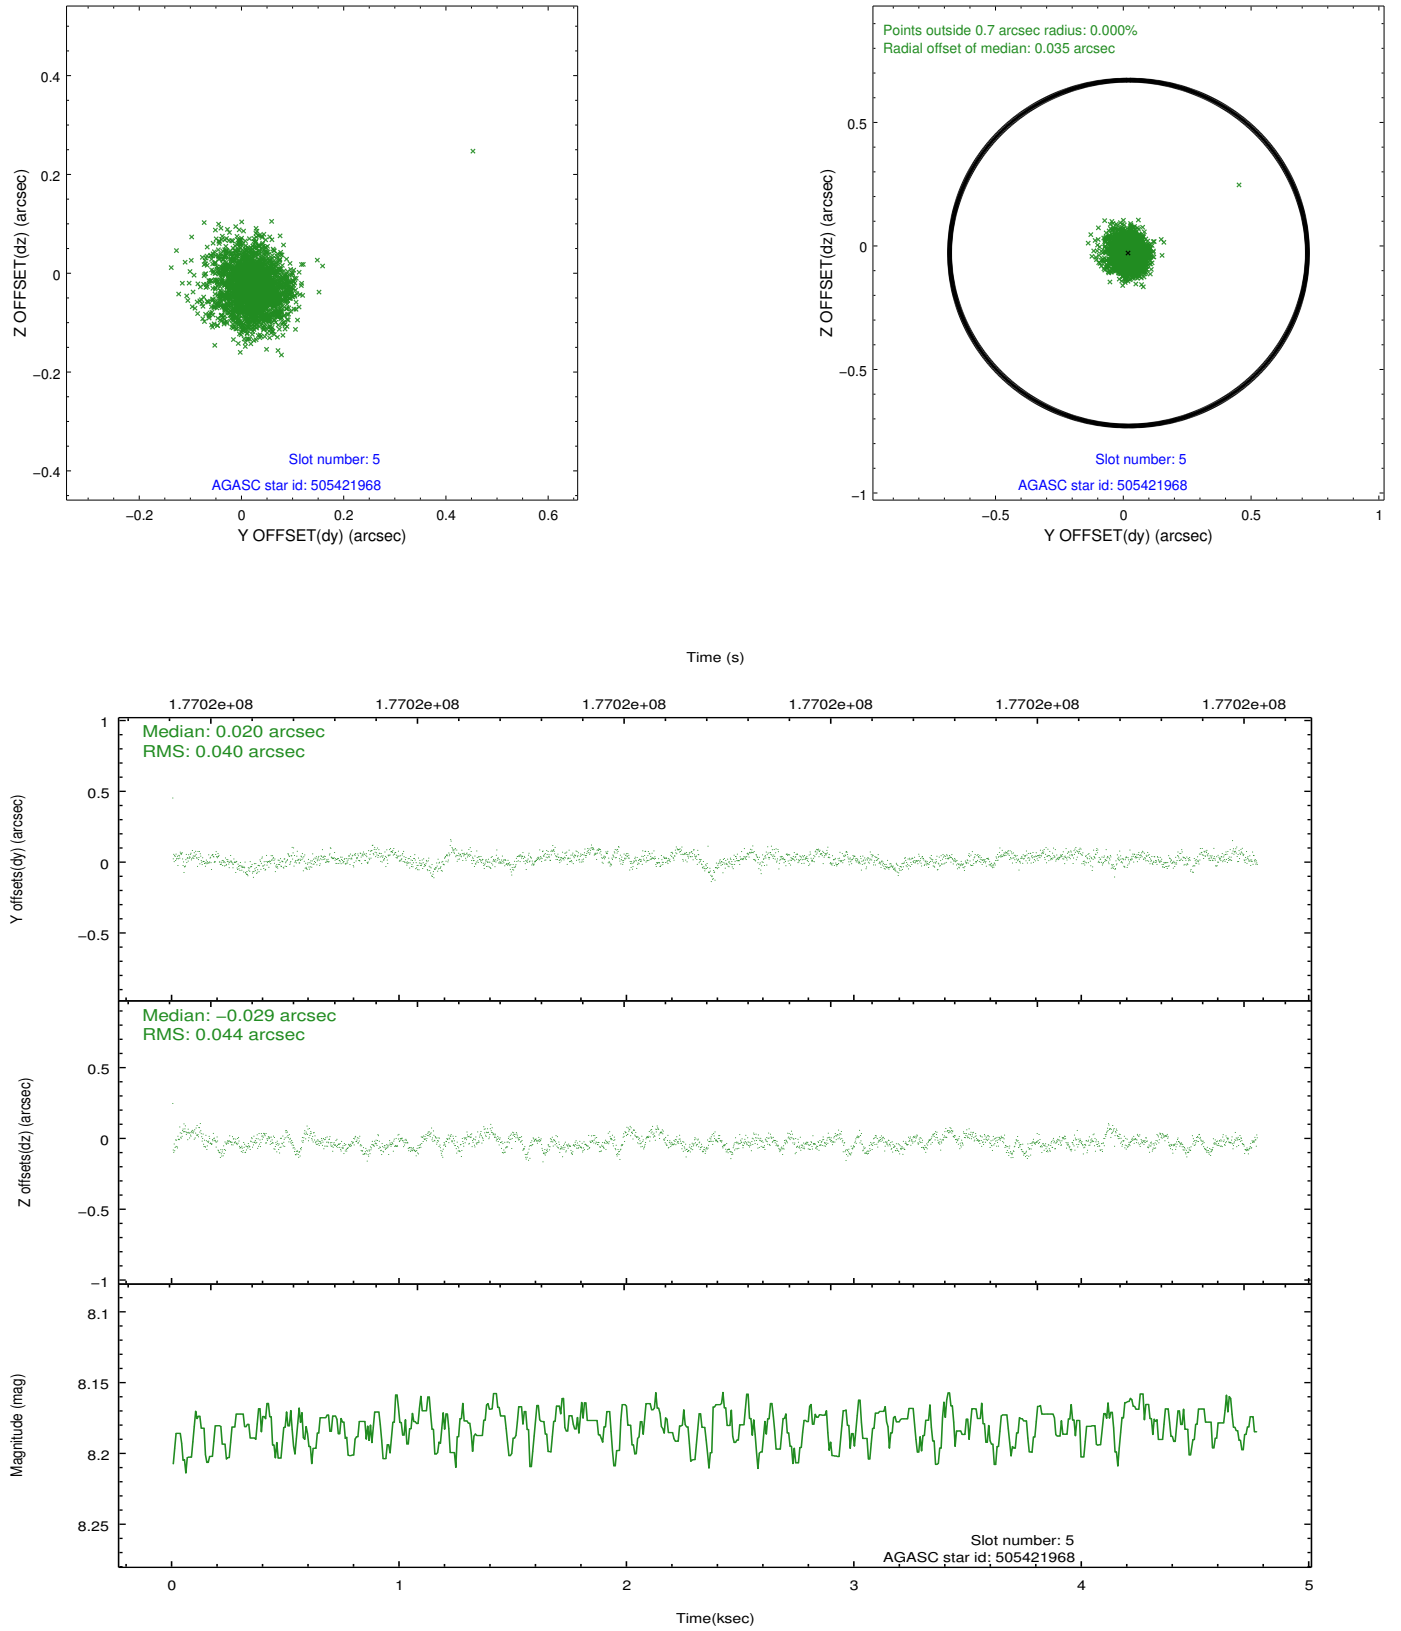 0.4
0.2
0
−0.2
−0.4
Z OFFSET(dz) (arcsec)
Slot number: 5
AGASC star id: 505421968
−0.2
0
0.2
0.4
0.6
Y OFFSET(dy) (arcsec)
Points outside 0.7 arcsec radius: 0.000%
Radial offset of median: 0.035 arcsec
0.5
0
−0.5
−1
Z OFFSET(dz) (arcsec)
Slot number: 5
AGASC star id: 505421968
−0.5
0
0.5
1
Y OFFSET(dy) (arcsec)
Time (s)
1.7702e+08 1.7702e+08 1.7702e+08 1.7702e+08 1.7702e+08 1.7702e+08
Median: 0.020 arcsec
RMS: 0.040 arcsec
1
0.5
0
−0.5
Y offsets(dy) (arcsec)
Median: −0.029 arcsec
RMS: 0.044 arcsec
0.5
0
−0.5
−1
Z offsets(dz) (arcsec)
8.1
8.15
8.2
8.25
Magnitude (mag)
Slot number: 5
AGASC star id: 505421968
0 1 2 3 4 5
Time(ksec)